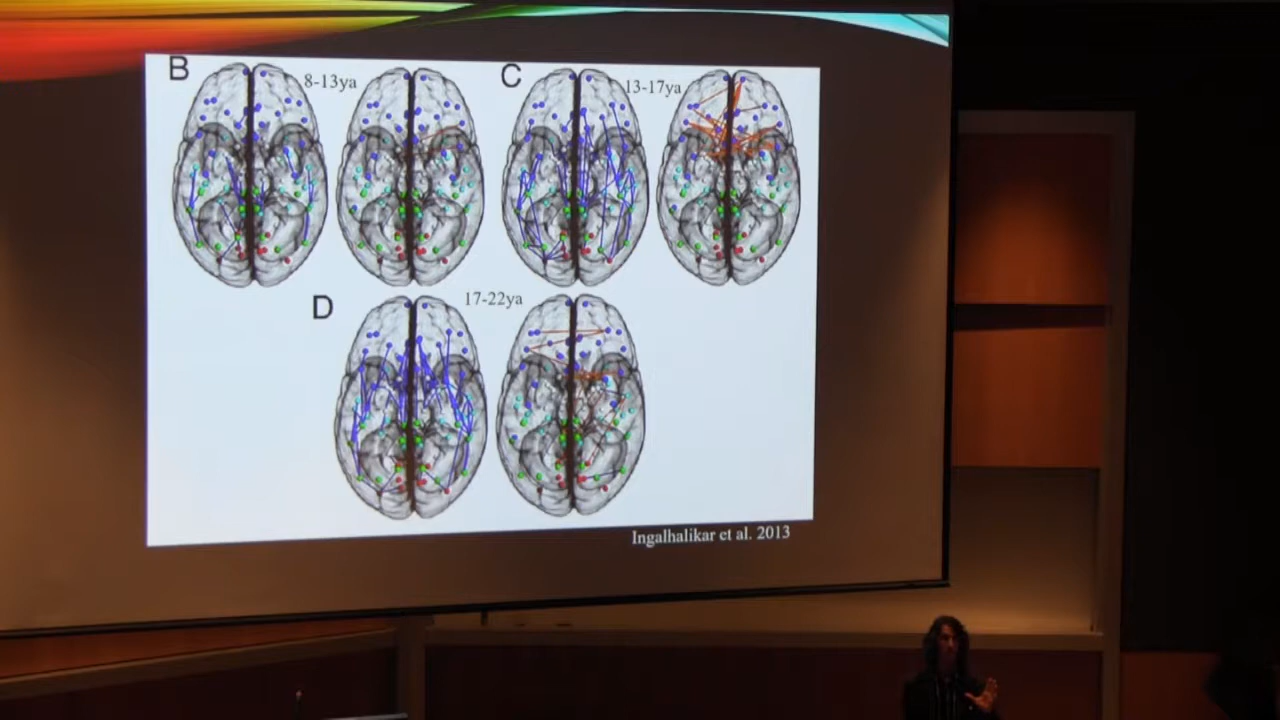 B
8-13ya
C
13-17ya
D
17-22ya
Ingalhalikar et al. 2013